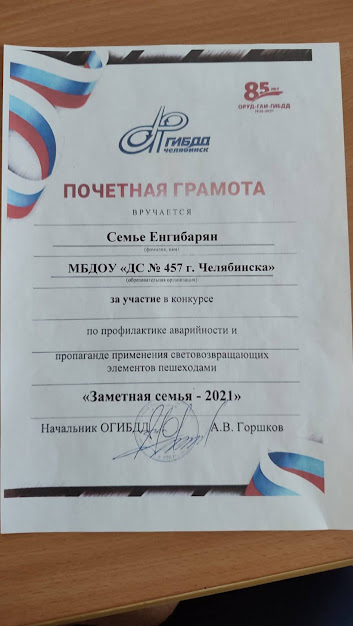 85 лет
ОРУД-ГАИ-ГИБДД
1936-2021
ГИБДД
ЧЕЛЯБИНСК
ПОЧЕТНАЯ ГРАМОТА
ВРУЧАЕТСЯ
Семье Енгибарян
(фамилия, имя)
МБДОУ «ДС № 457 г. Челябинска»
(образовательная организация)
за участие в конкурсе
по профилактике аварийности и
пропаганде применения световозвращающих
элементов пешеходами
«Заметная семья - 2021»
Начальник ОГИБДД А.В. Горшков